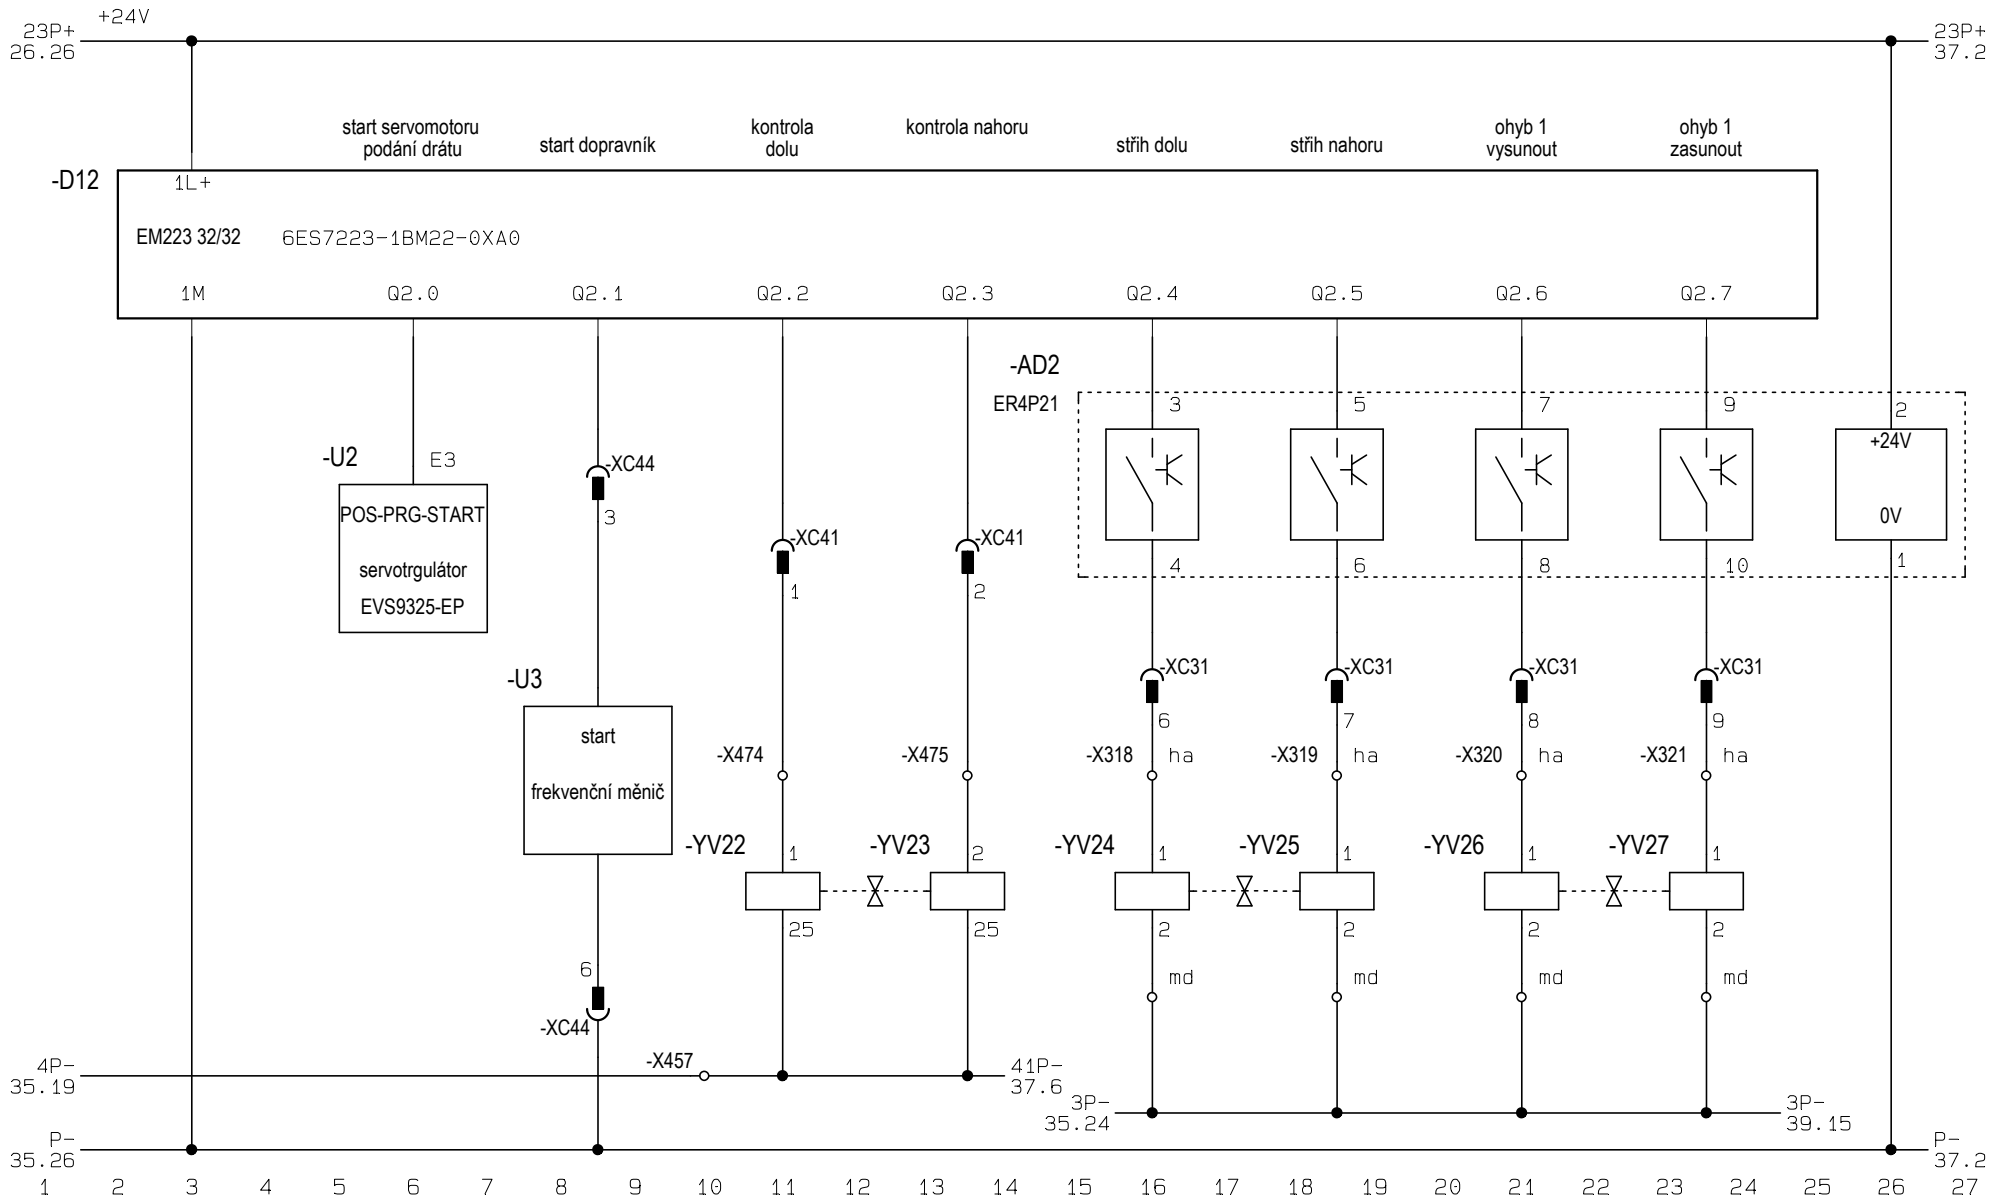 +24V
23P+
26.26
23P+
37.2
start servomotoru
podání drátu
start dopravník
kontrola
dolu
kontrola nahoru
střih dolu
střih nahoru
ohyb 1
vysunout
ohyb 1
zasunout
-D12
1L+
EM223 32/32
6ES7223-1BM22-0XA0
1M
Q2.0
Q2.1
Q2.2
Q2.3
Q2.4
Q2.5
Q2.6
Q2.7
-AD2
ER4P21
3
5
7
9
2
+24V
0V
4
6
8
10
1
-U2
E3
POS-PRG-START
servotrgulátor
EVS9325-EP
-XC44
3
-XC41
1
-XC41
2
-XC31
6
-XC31
7
-XC31
8
-XC31
9
-U3
start
frekvenční měnič
-X474
-X475
-X318
ha
-X319
ha
-X320
ha
-X321
ha
-YV22
1
-YV23
2
-YV24
1
-YV25
1
-YV26
1
-YV27
1
25
25
2
2
2
2
6
-XC44
md
md
md
md
-X457
4P-
35.19
41P-
37.6
3P-
35.24
3P-
39.15
P-
35.26
P-
37.2
1 2 3 4 5 6 7 8 9 10 11 12 13 14 15 16 17 18 19 20 21 22 23 24 25 26 27